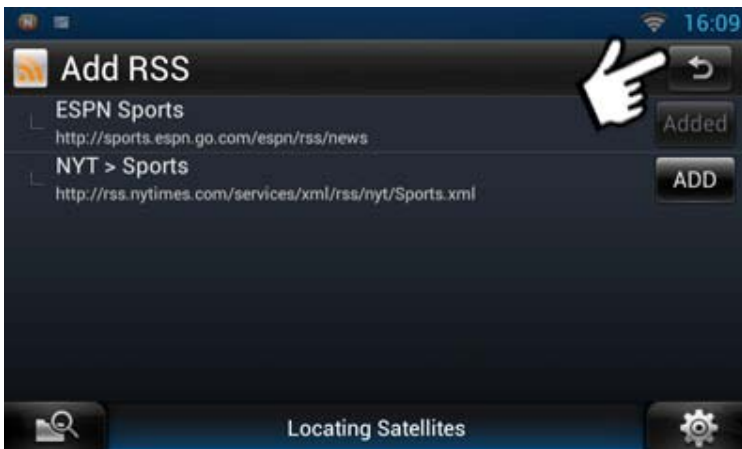 16:09
Add RSS
ESPN Sports
http://sports.espn.go.com/espn/rss/news
Added
NYT > Sports
http://rss.nytimes.com/services/xml/rss/nyt/Sports.xml
ADD
Locating Satellites